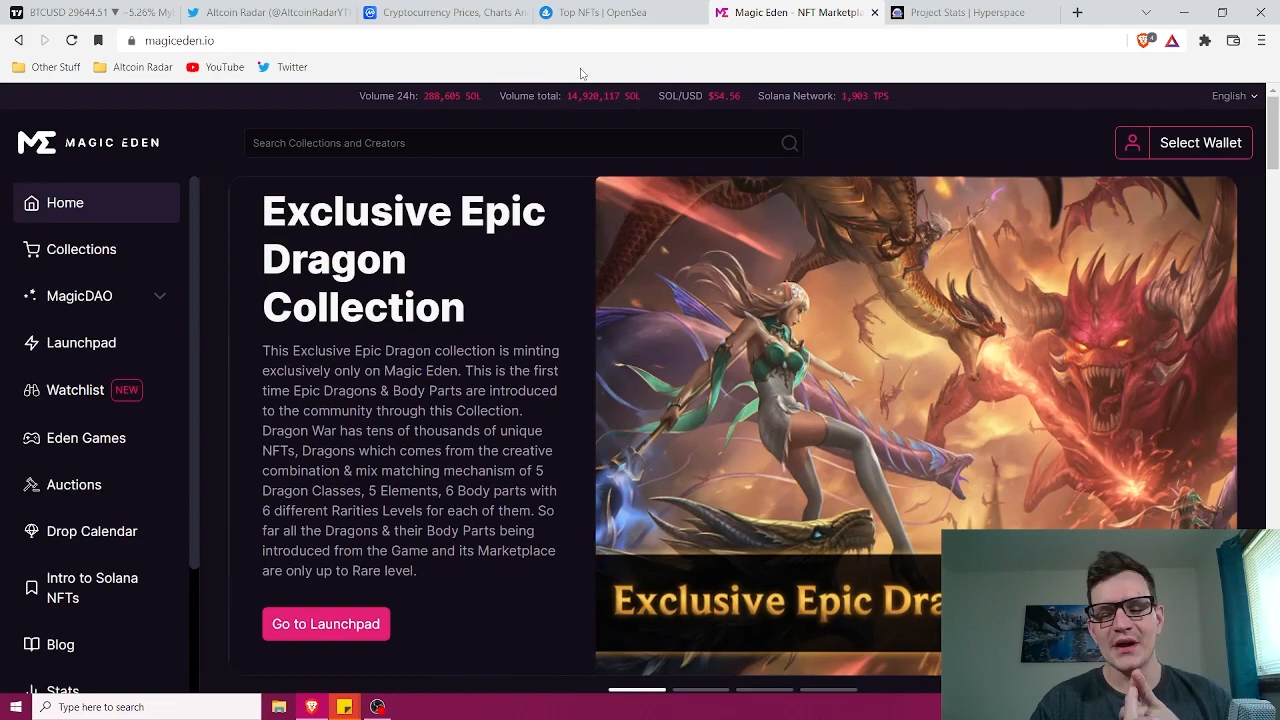 BTC USD 29644.51 ▼ −5.26% My
Altcoin Radar (@AltcoinRadarYT)
Cryptocurrency Prices, Charts An
Top NFTs | OpenSea
Magic Eden - NFT Marketpla
Project Stats | Hyperspace
magiceden.io
4
Other Stuff
Altcoin Radar
YouTube
Twitter
Volume 24h: 288,605 SOL
Volume total: 14,920,117 SOL
SOL/USD $54.56
Solana Network: 1,903 TPS
English
MAGIC EDEN
Search Collections and Creators
Select Wallet
Home
Collections
MagicDAO
Launchpad
Watchlist NEW
Eden Games
Auctions
Drop Calendar
Intro to Solana
NFTs
Blog
Stats
Exclusive Epic
Dragon
Collection
This Exclusive Epic Dragon collection is minting
exclusively only on Magic Eden. This is the first
time Epic Dragons & Body Parts are introduced
to the community through this Collection.
Dragon War has tens of thousands of unique
NFTs, Dragons which comes from the creative
combination & mix matching mechanism of 5
Dragon Classes, 5 Elements, 6 Body parts with
6 different Rarities Levels for each of them. So
far all the Dragons & their Body Parts being
introduced from the Game and its Marketplace
are only up to Rare level.
Go to Launchpad
Exclusive Epic Dra
Type here to search